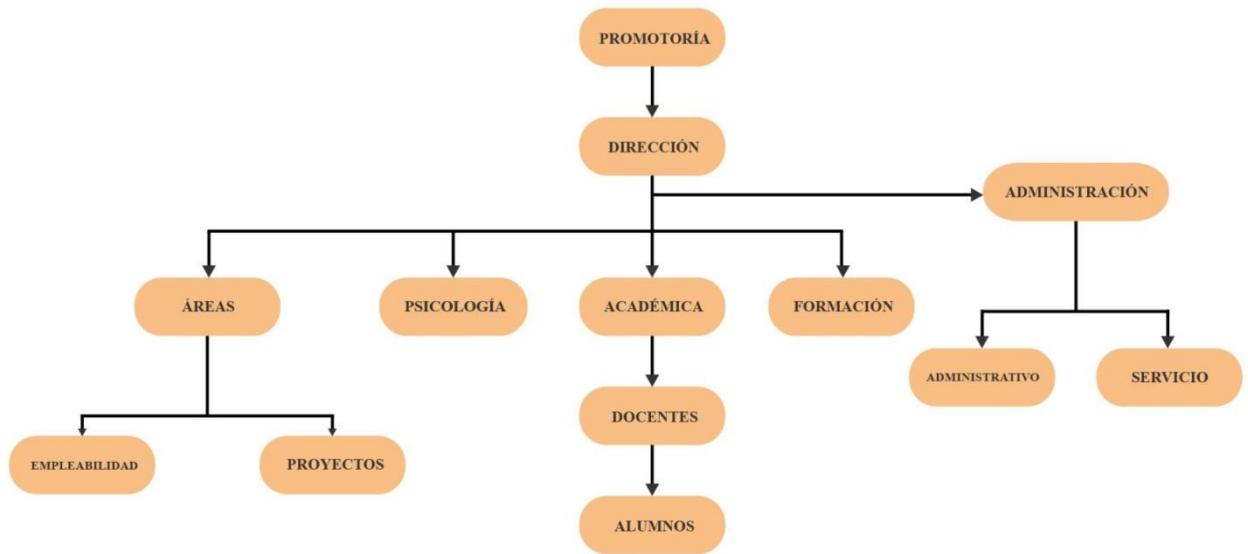 PROMOTORÍA
DIRECCIÓN
ADMINISTRACIÓN
ÁREAS
PSICOLOGÍA
ACADÉMICA
FORMACIÓN
ADMINISTRATIVO
SERVICIO
DOCENTES
EMPLEABILIDAD
PROYECTOS
ALUMNOS